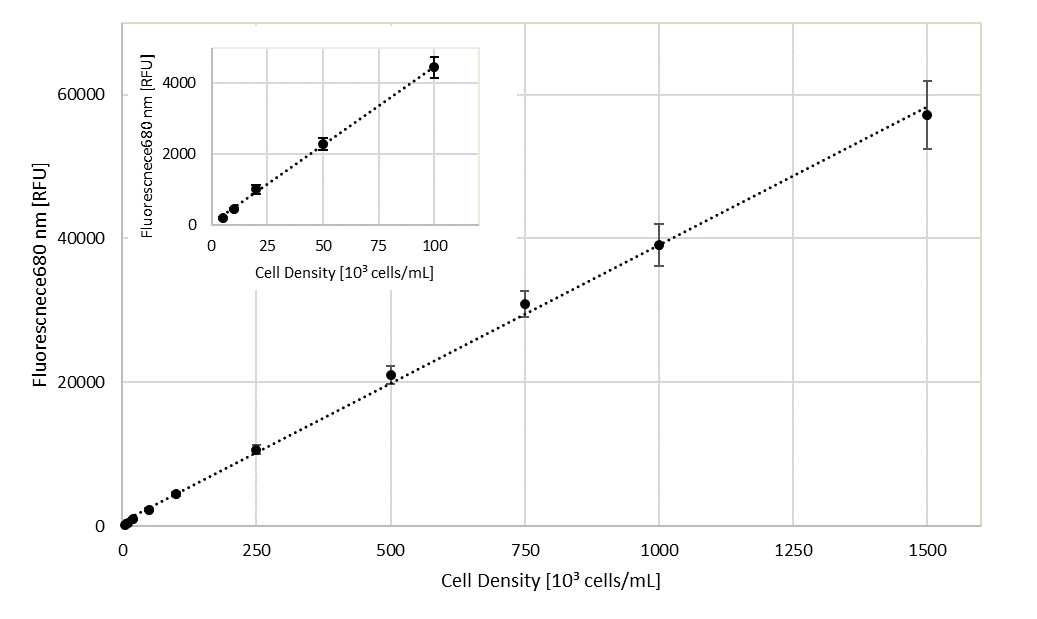 Fluorescnece680 nm [RFU]
60000
40000
20000
0
0 250 500 750 1000 1250 1500
Cell Density [10³ cells/mL]
Fluorescnece680 nm [RFU]
4000
2000
0
0 25 50 75 100
Cell Density [10³ cells/mL]